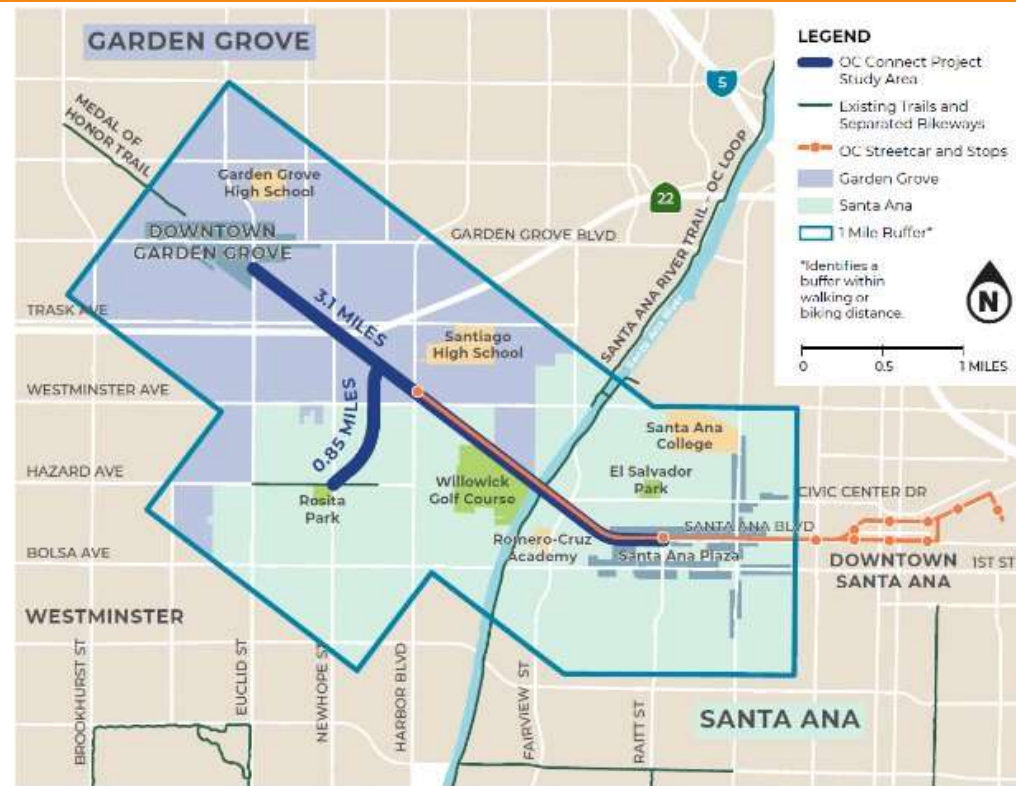 GARDEN GROVE
5
MEDAL OF
HONOR TRAIL
Garden Grove
High School
22
DOWNTOWN
GARDEN GROVE
GARDEN GROVE BLVD
SANTA ANA RIVER TRAIL - OC LOOP
Santa Ana River
TRASK AVE
3.1 MILES
Santiago
High School
WESTMINSTER AVE
0.85 MILES
Santa Ana
College
HAZARD AVE
El Salvador
Park
Willowick
Golf Course
CIVIC CENTER DR
Rosita
Park
SANTA ANA BLVD
Romero-Cruz
Academy
BOLSA AVE
Santa Ana Plaza
DOWNTOWN
SANTA ANA
1ST ST
WESTMINSTER
BROOKHURST ST
EUCLID ST
NEWHOPE ST
HARBOR BLVD
FAIRVIEW ST
RAITT ST
SANTA ANA
LEGEND
OC Connect Project
Study Area
Existing Trails and
Separated Bikeways
OC Streetcar and Stops
Garden Grove
Santa Ana
1 Mile Buffer*
*Identifies a
buffer within
walking or
biking distance.
N
0 0.5 1 MILES